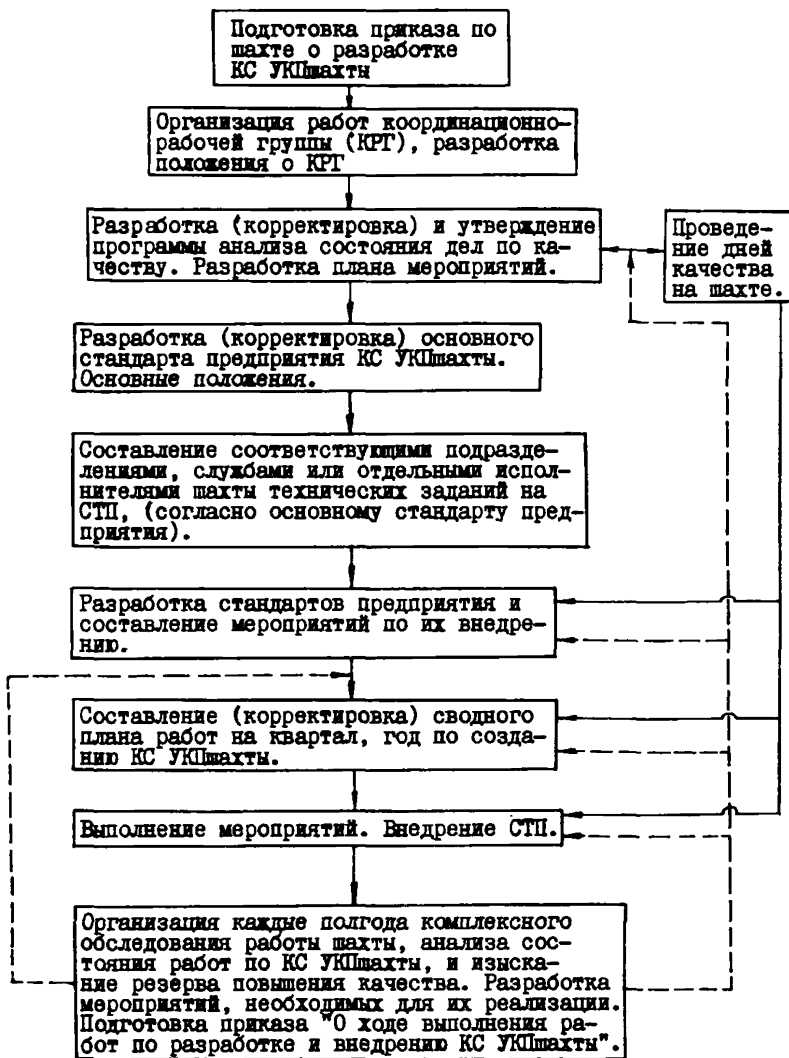 Подготовка приказа по
шахте о разработке
КС УКПшахты
Организация работ координационно-
рабочей группы (КРГ), разработка
положения о КРГ
Разработка (корректировка) и утверждение
программы анализа состояния дел по ка-
честву. Разработка плана мероприятий.
Проведе-
ние дней
качества
на шахте.
Разработка (корректировка) основного
стандарта предприятия КС УКПшахты.
Основные положения.
Составление соответствующими подразде-
лениями, службами или отдельными испол-
нителями шахты технических заданий на
СТП, (согласно основному стандарту пред-
приятия).
Разработка стандартов предприятия и
составление мероприятий по их внедре-
нию.
Составление (корректировка) сводного
плана работ на квартал, год по созда-
нию КС УКПшахты.
Выполнение мероприятий. Внедрение СТП.
Организация каждые полгода комплексного
обследования работы шахты, анализа сос-
тояния работ по КС УКПшахты, и изыска-
ние резерва повышения качества. Разработка
мероприятий, необходимых для их реализации.
Подготовка приказа "О ходе выполнения ра-
бот по разработке и внедрению КС УКПшахты".